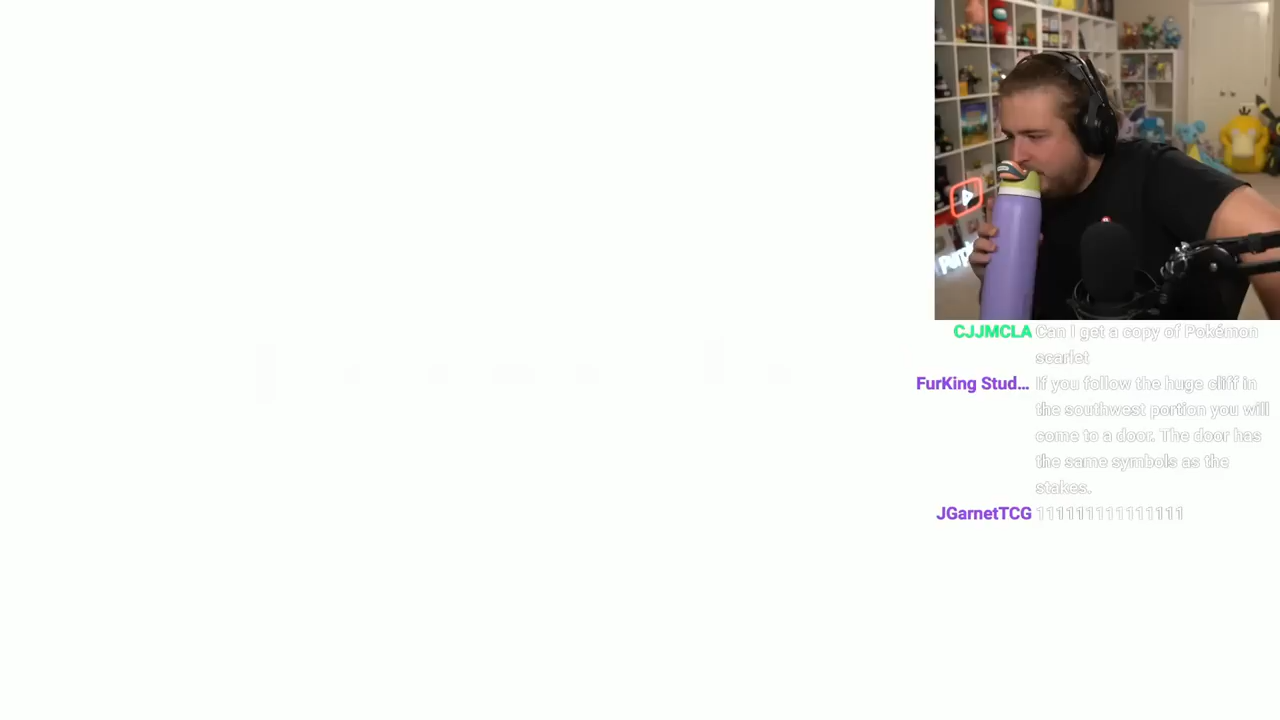 CJJMCLA Can I get a copy of Pokémon
scarlet
FurKing Stud... If you follow the huge cliff in
the southwest portion you will
come to a door. The door has
the same symbols as the
stakes.
JGarnetTCG 111111111111111